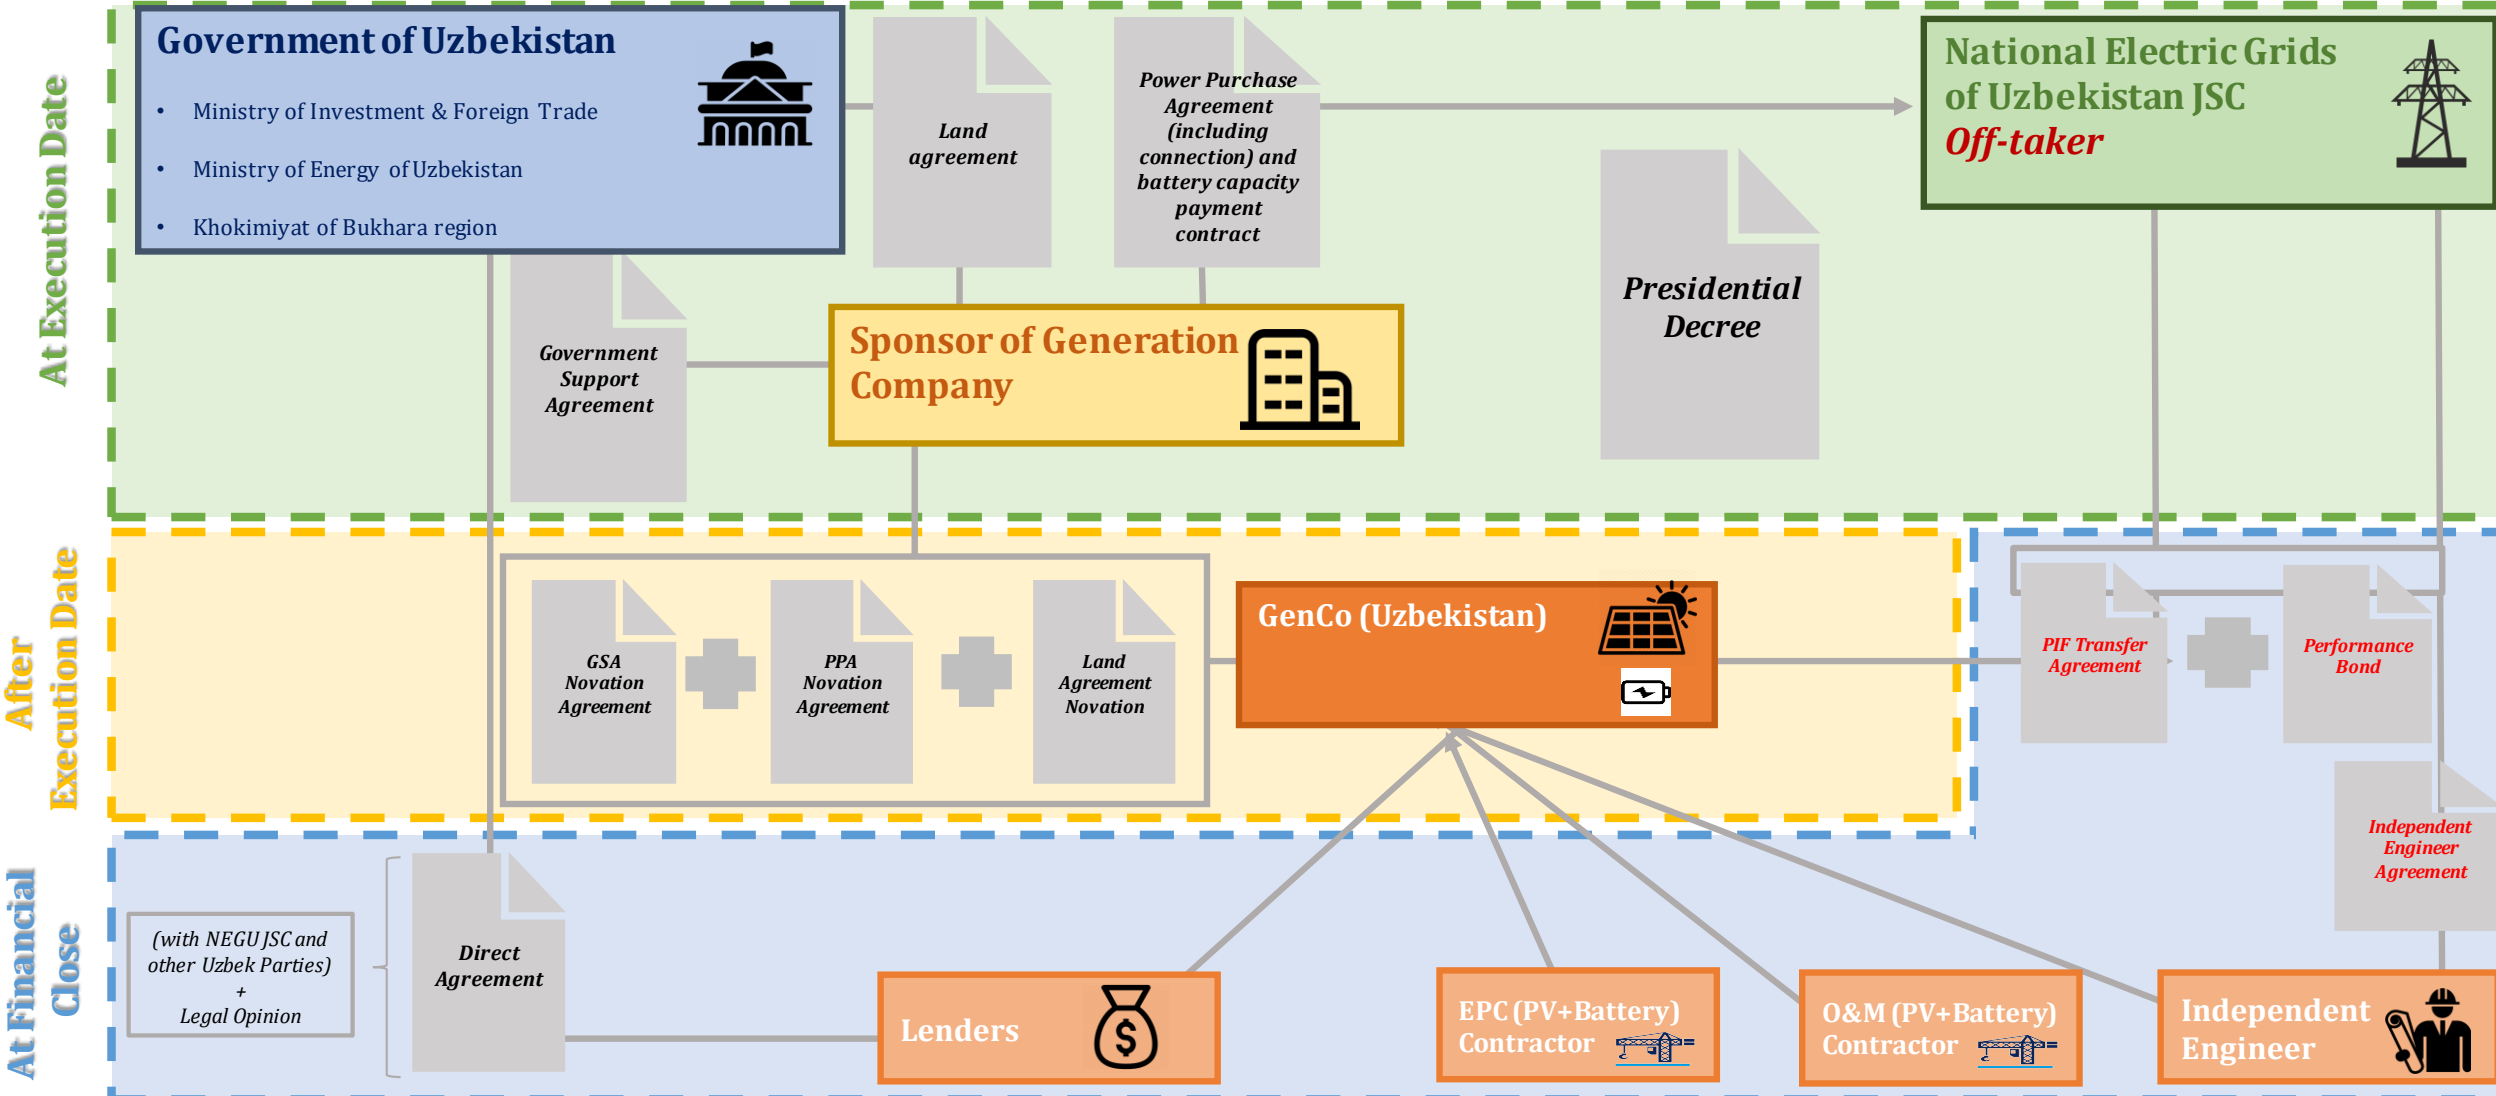 At Execution Date
Government of Uzbekistan
• Ministry of Investment & Foreign Trade
• Ministry of Energy of Uzbekistan
• Khokimiyat of Bukhara region
Land
agreement
Power Purchase
Agreement
(including
connection) and
battery capacity
payment
contract
National Electric Grids
of Uzbekistan JSC
Off-taker
Presidential
Decree
Government
Support
Agreement
Sponsor of Generation
Company
After
Execution Date
GSA
Novation
Agreement
PPA
Novation
Agreement
Land
Agreement
Novation
GenCo (Uzbekistan)
PIF Transfer
Agreement
Performance
Bond
Independent
Engineer
Agreement
At Financial
Close
(with NEGU JSC and
other Uzbek Parties)
+
Legal Opinion
Direct
Agreement
Lenders
$
EPC (PV+Battery)
Contractor
O&M (PV+Battery)
Contractor
Independent
Engineer